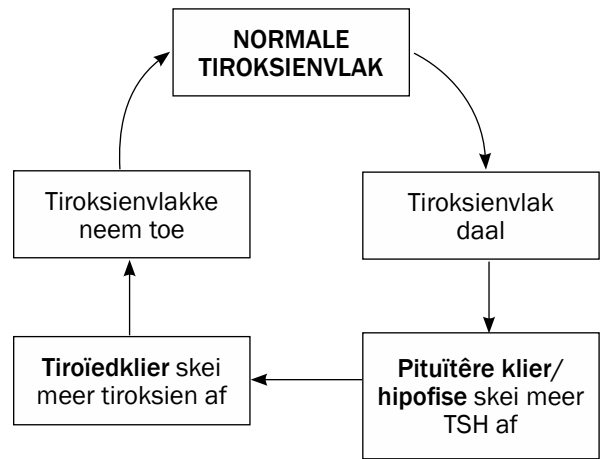 NORMALE
TIROKSIENVLAK
Tiroksienvlak
daal
Pituïtêre klier/
hipofise skei meer
TSH af
Tiroïedklier skei
meer tiroksien af
Tiroksienvlakke
neem toe